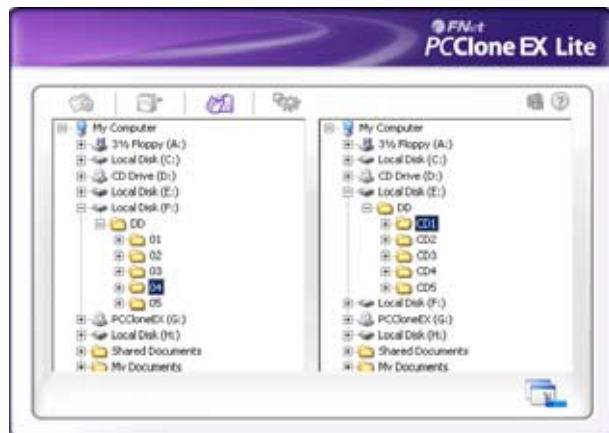 FNet
PCClone EX Lite
My Computer
3½ Floppy (A:)
Local Disk (C:)
CD Drive (D:)
Local Disk (E:)
Local Disk (F:)
DD
01
02
03
04
05
PCCloneEX (G:)
Local Disk (H:)
Shared Documents
My Documents
My Computer
3½ Floppy (A:)
Local Disk (C:)
CD Drive (D:)
Local Disk (E:)
DD
CD1
CD2
CD3
CD4
CD5
Local Disk (F:)
PCCloneEX (G:)
Local Disk (H:)
Shared Documents
My Documents